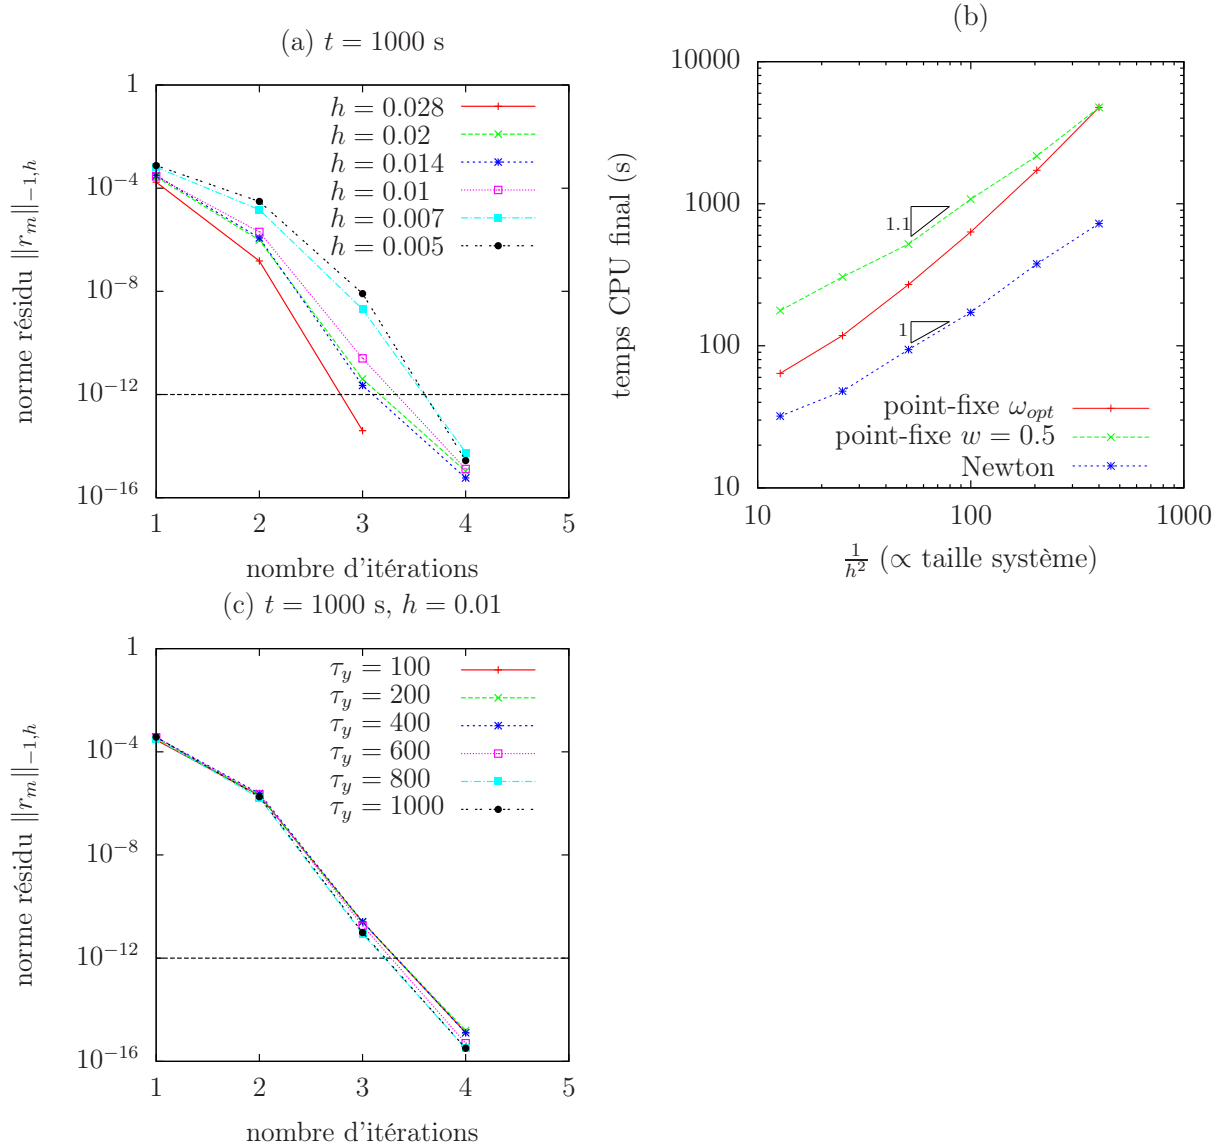 (a) t = 1000 s
norme résidu ||r_m||_{−1,h}
1
10^{−4}
10^{−8}
10^{−12}
10^{−16}
h = 0.028
h = 0.02
h = 0.014
h = 0.01
h = 0.007
h = 0.005
1 2 3 4 5
nombre d'itérations
(b)
temps CPU final (s)
10000
1000
100
10
1.1
1
point-fixe ω_{opt}
point-fixe w = 0.5
Newton
10 100 1000
1/h^2 (∝ taille système)
(c) t = 1000 s, h = 0.01
norme résidu ||r_m||_{−1,h}
1
10^{−4}
10^{−8}
10^{−12}
10^{−16}
τ_y = 100
τ_y = 200
τ_y = 400
τ_y = 600
τ_y = 800
τ_y = 1000
1 2 3 4 5
nombre d'itérations